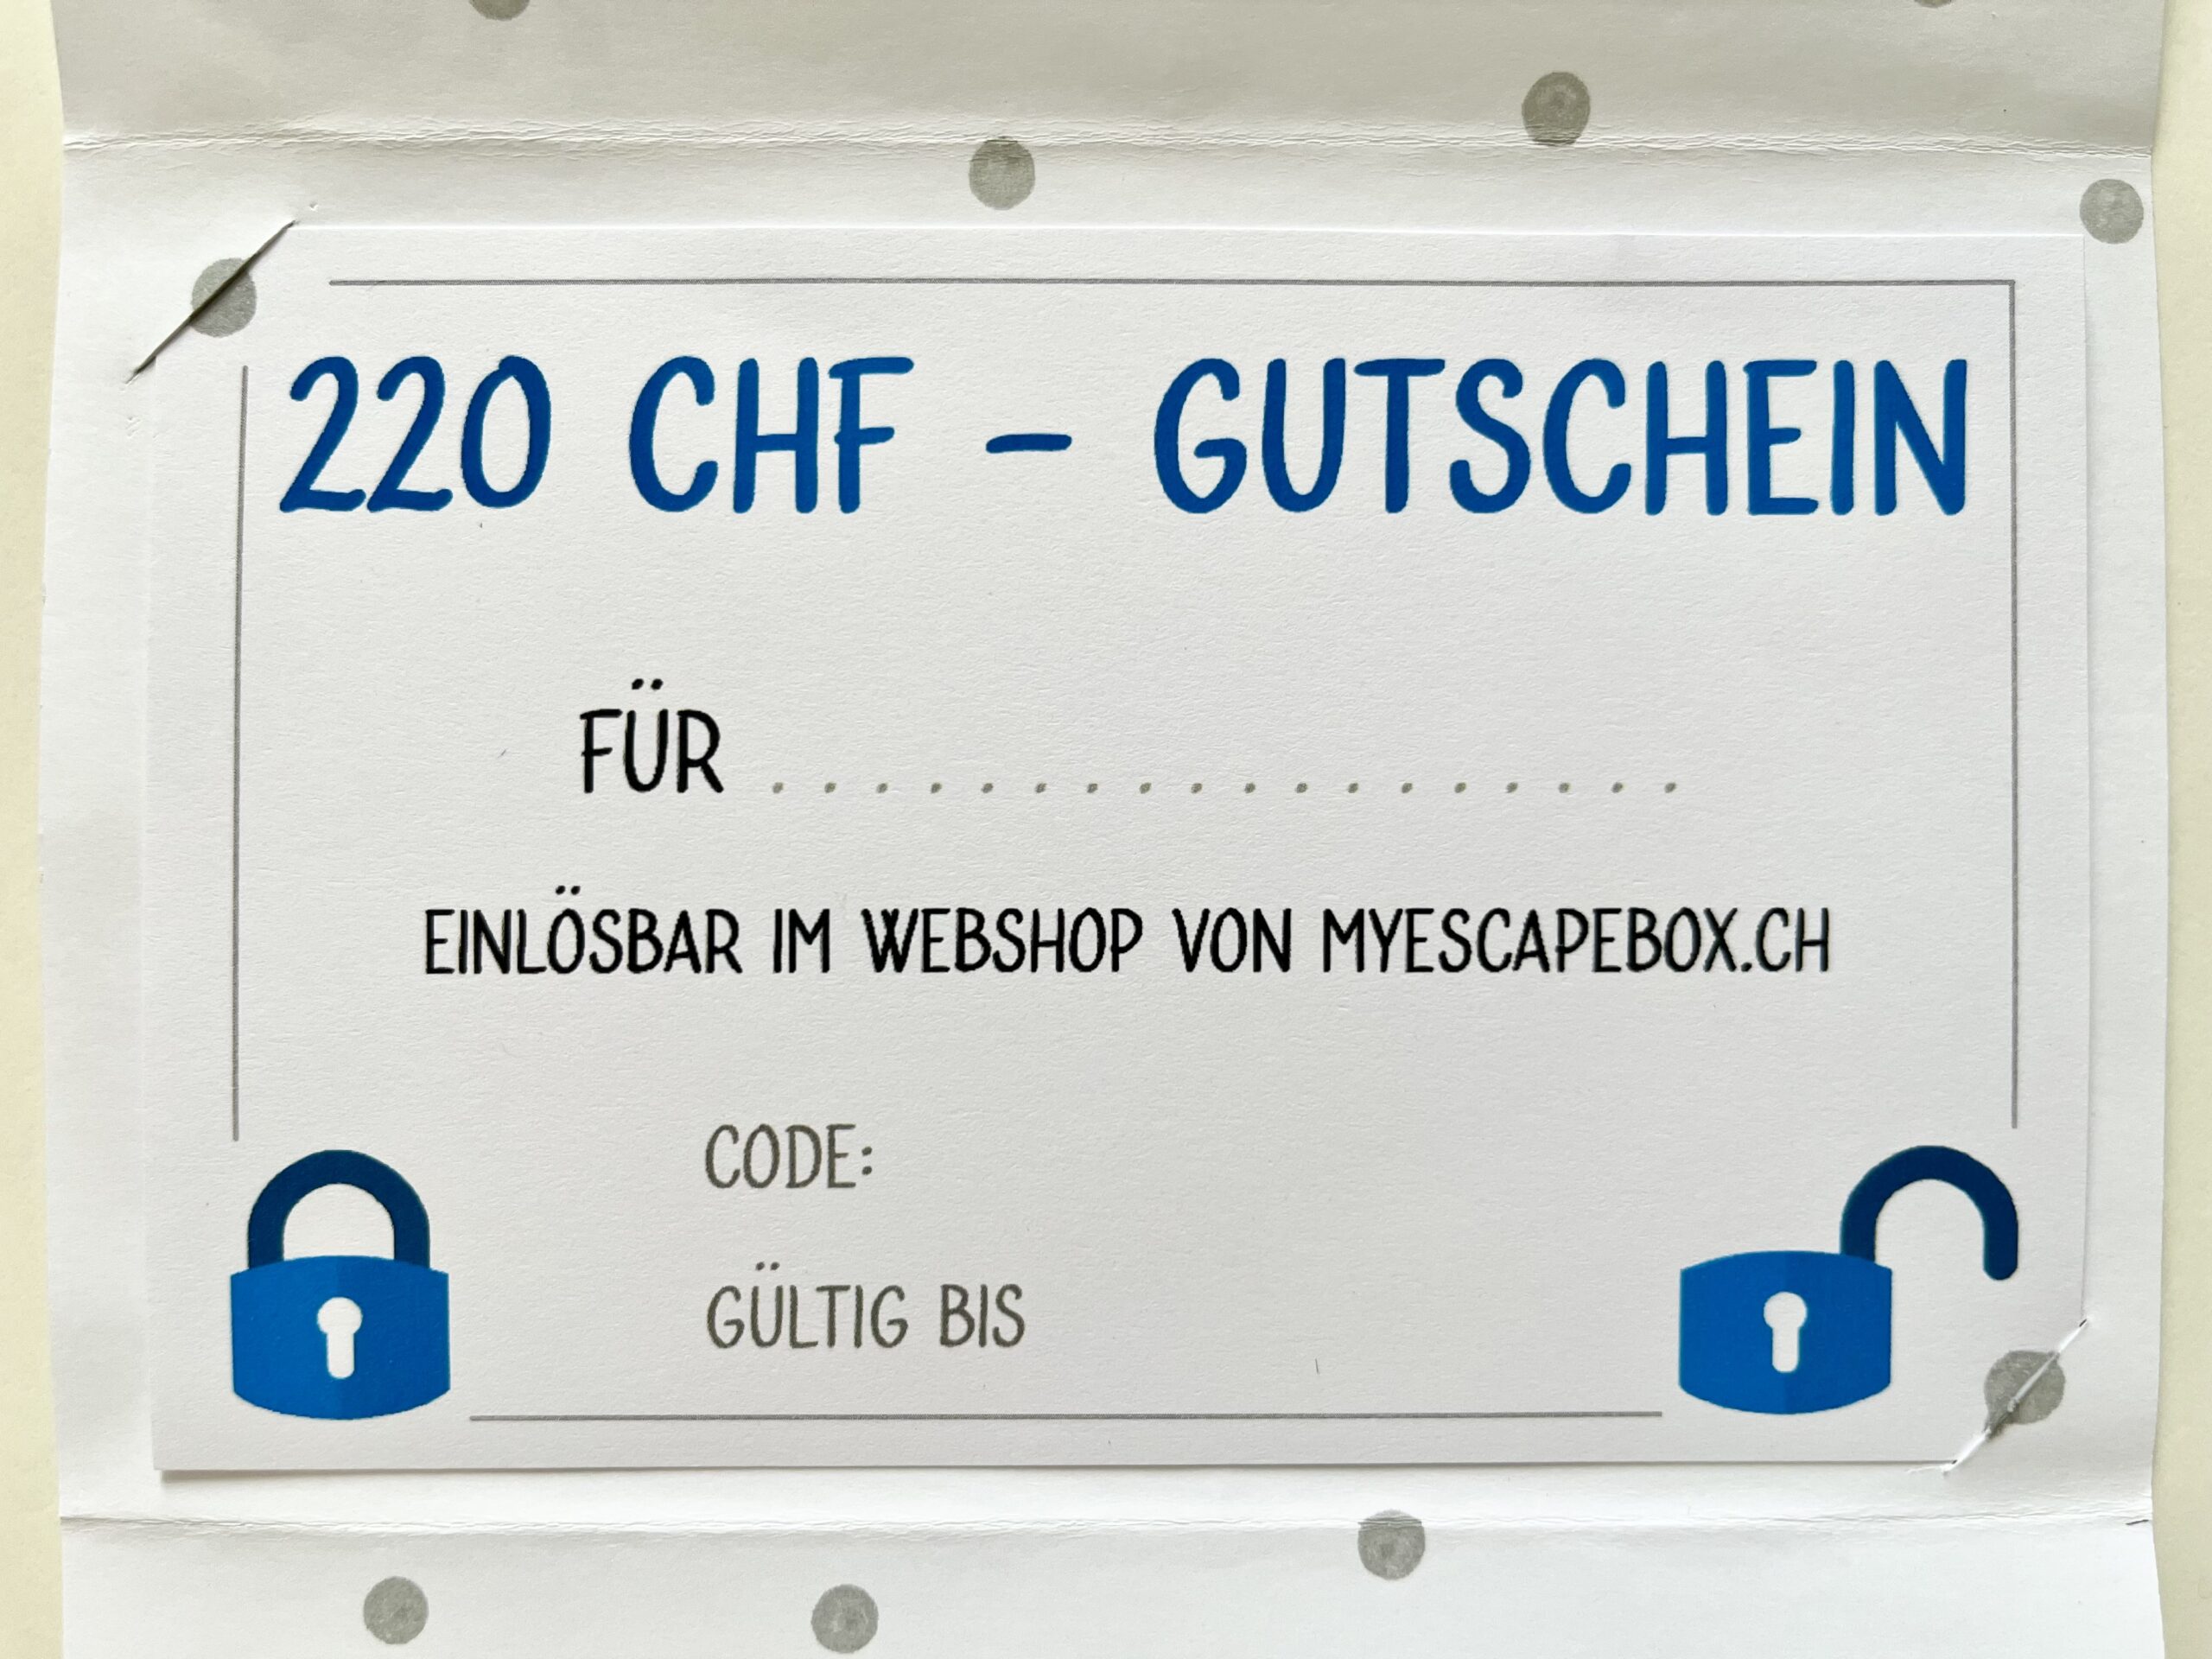 220 CHF - GUTSCHEIN
FÜR ..................
EINLÖSBAR IM WEBSHOP VON MYESCAPEBOX.CH
CODE:
GÜLTIG BIS